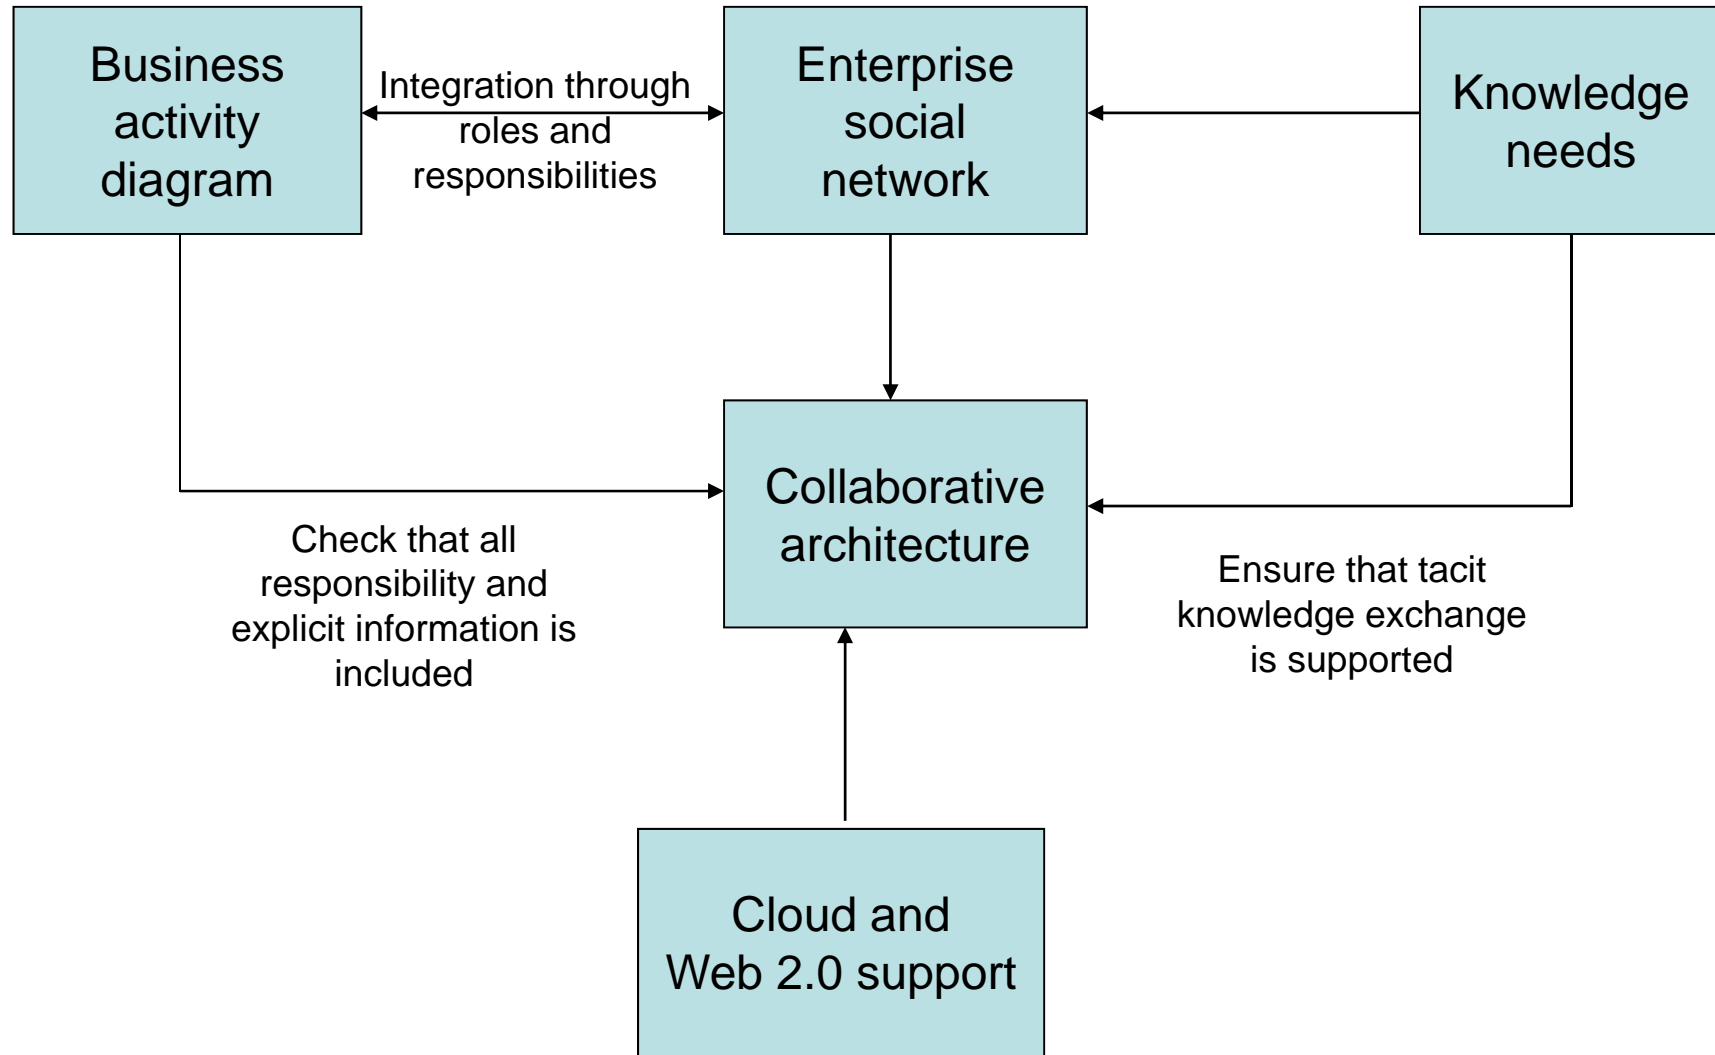 Business
activity
diagram
Integration through
roles and
responsibilities
Enterprise
social
network
Knowledge
needs
Collaborative
architecture
Check that all
responsibility and
explicit information is
included
Ensure that tacit
knowledge exchange
is supported
Cloud and
Web 2.0 support